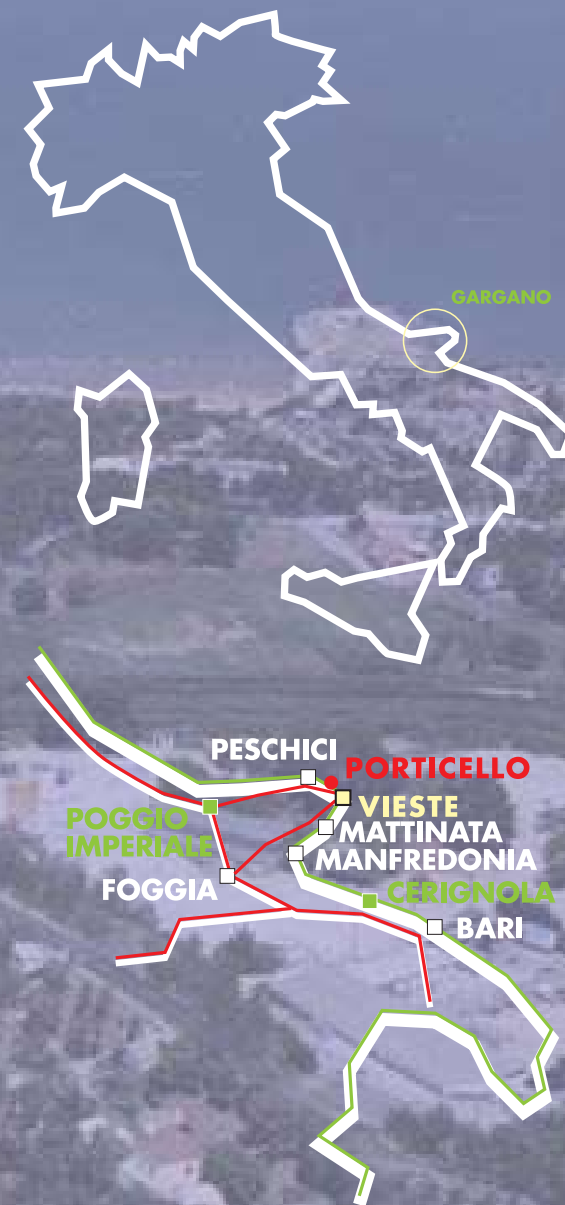 GARGANO
PESCHICI
PORTICELLO
VIESTE
POGGIO
IMPERIALE
MATTINATA
MANFREDONIA
FOGGIA
CERIGNOLA
BARI